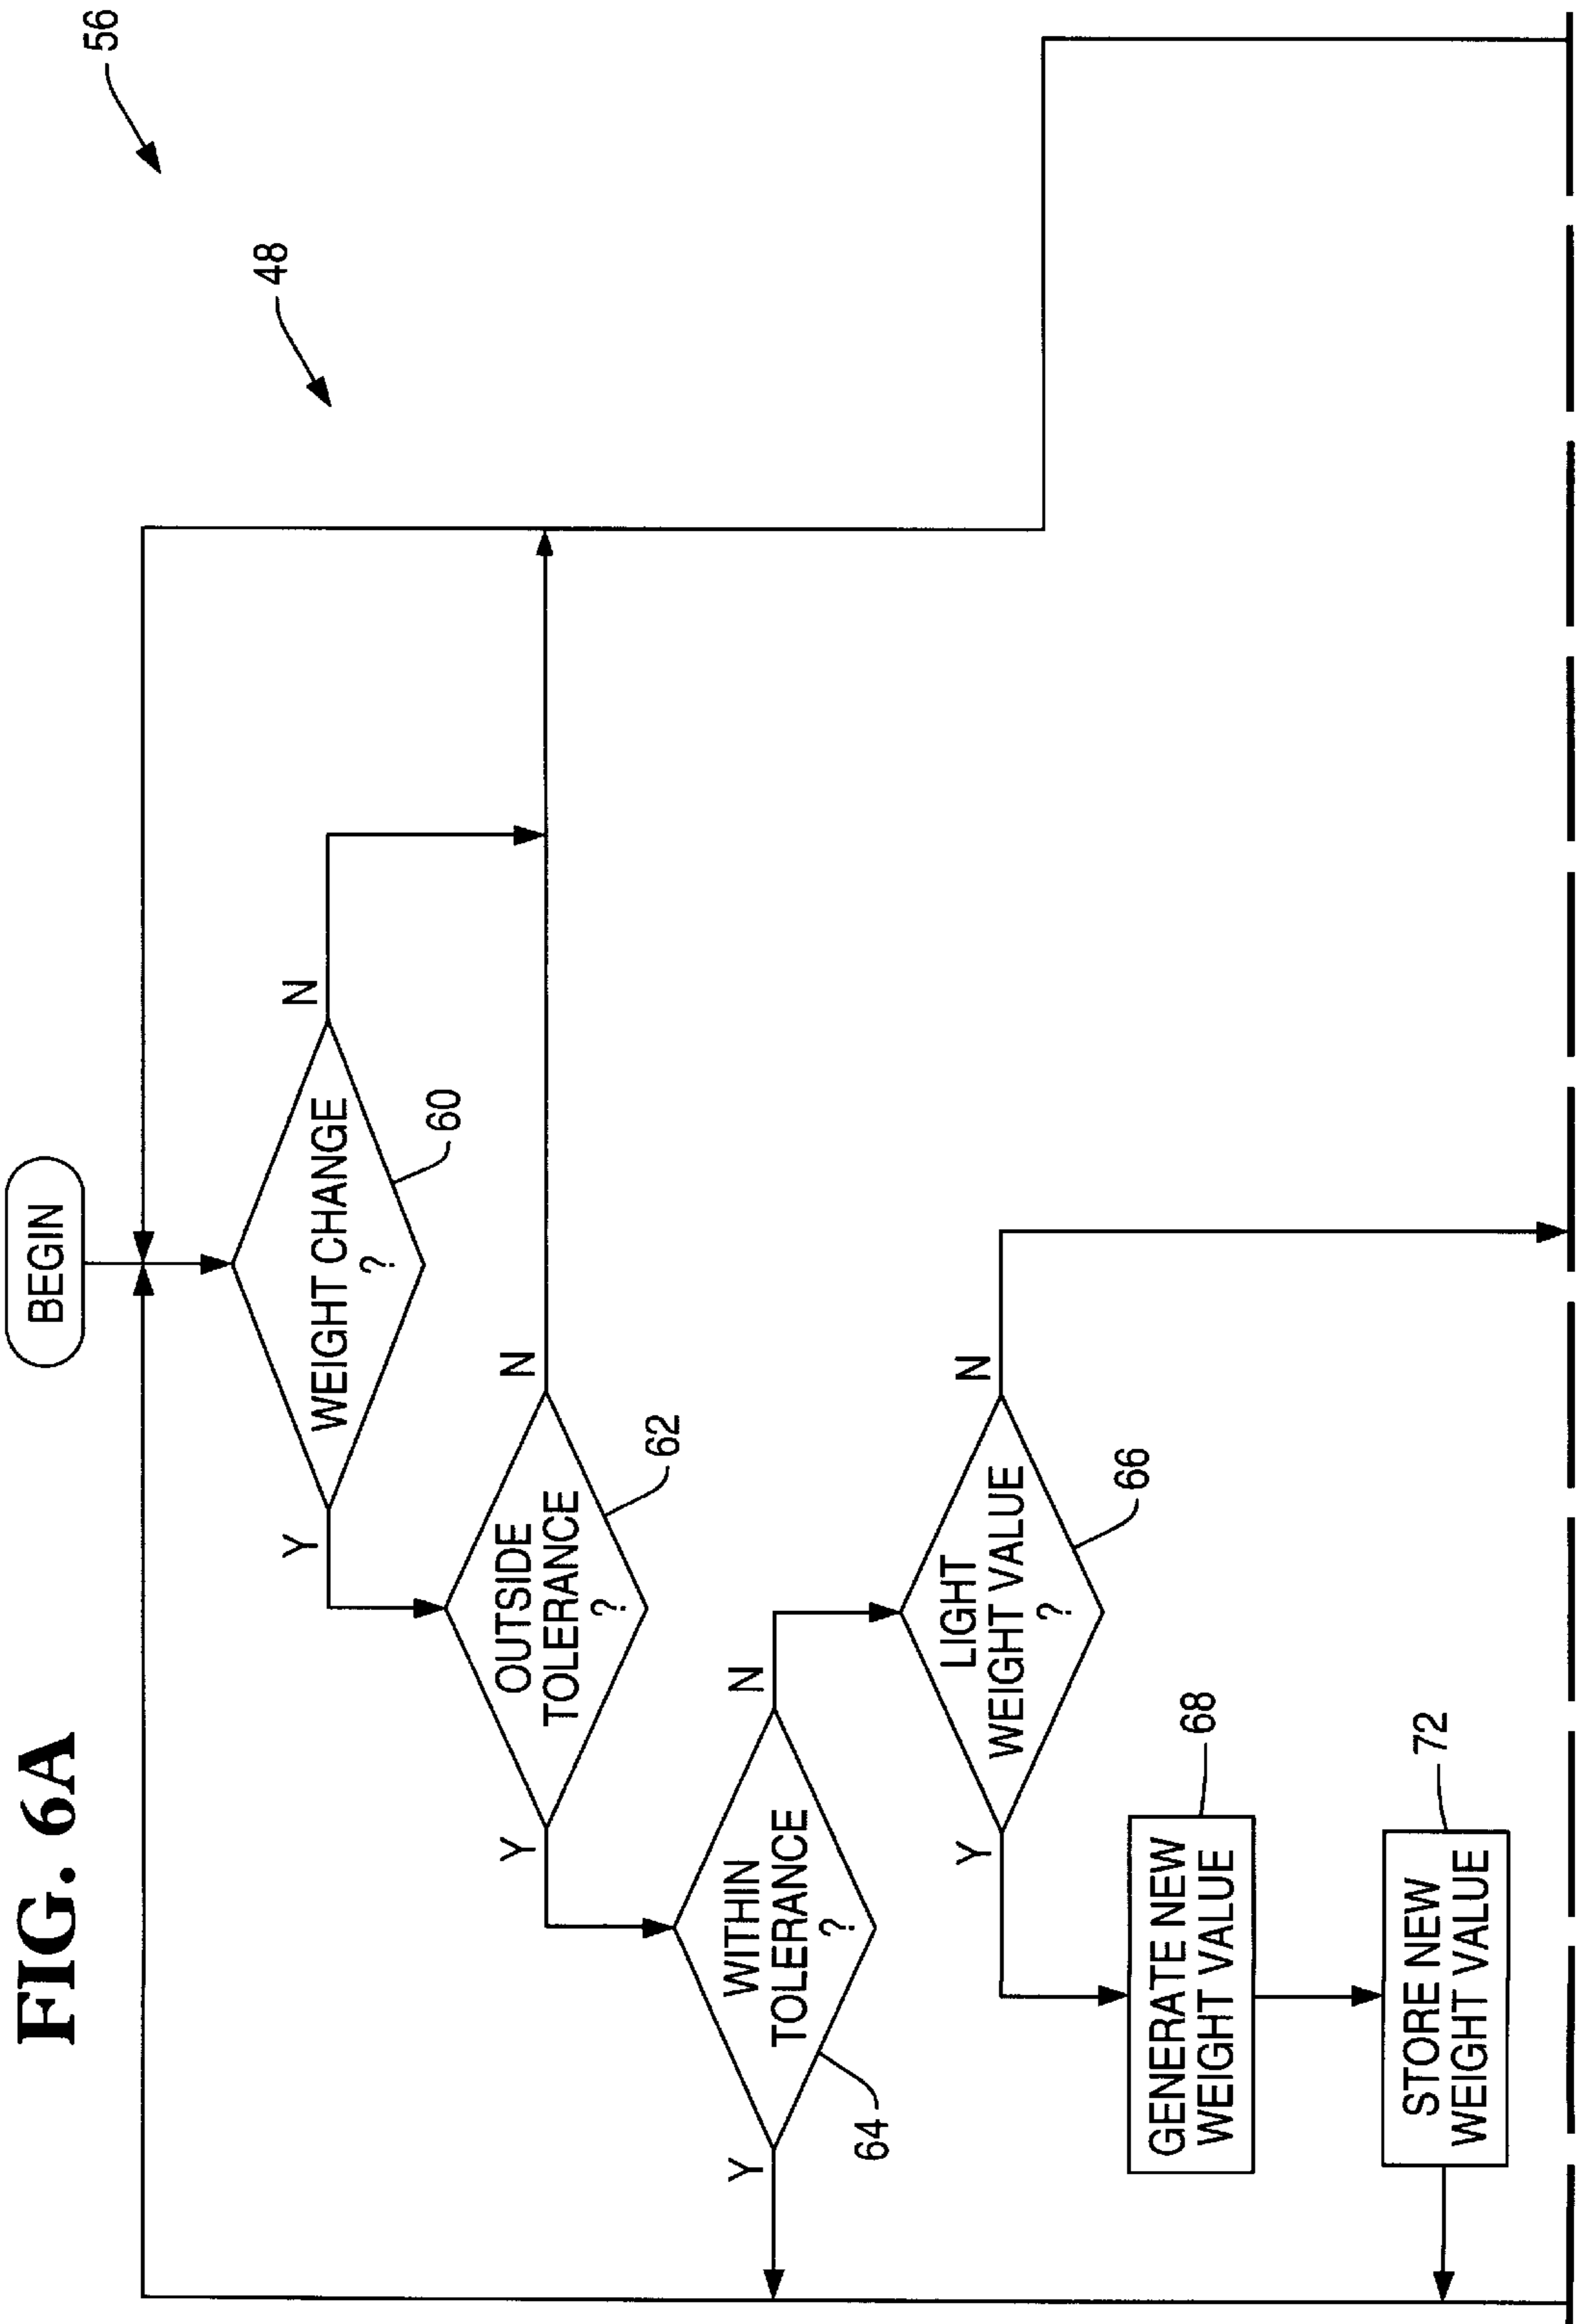 FIG. 6A
56
48
BEGIN
WEIGHT CHANGE
?
60
Y
N
OUTSIDE
TOLERANCE
?
62
Y
N
WITHIN
TOLERANCE
?
64
Y
N
LIGHT
WEIGHT VALUE
?
66
Y
N
GENERATE NEW
WEIGHT VALUE
68
STORE NEW
WEIGHT VALUE
72